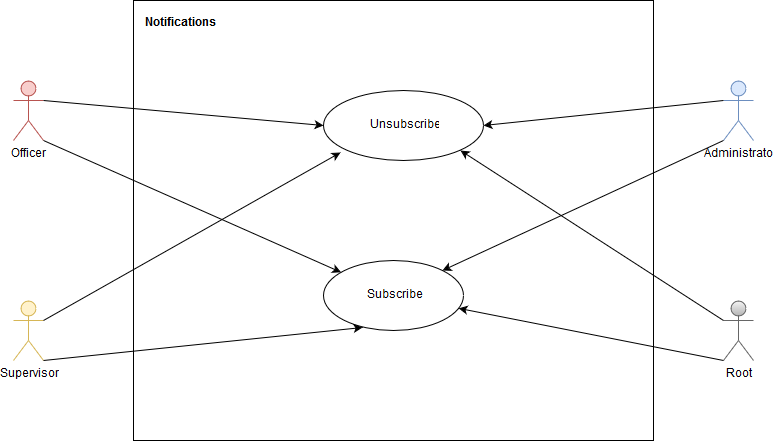 Notifications
Unsubscribe
Officer
Administrato
Subscribe
Supervisor
Root